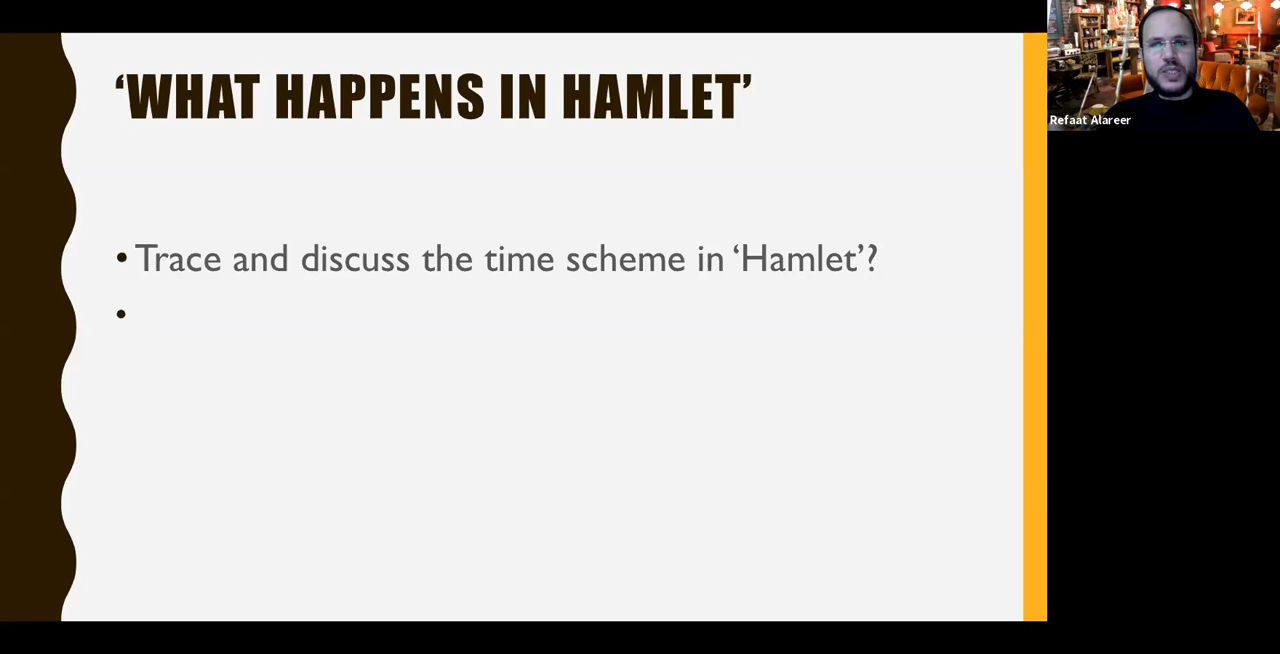 ‘WHAT HAPPENS IN HAMLET’
• Trace and discuss the time scheme in ‘Hamlet’?
•
Refaat Alareer